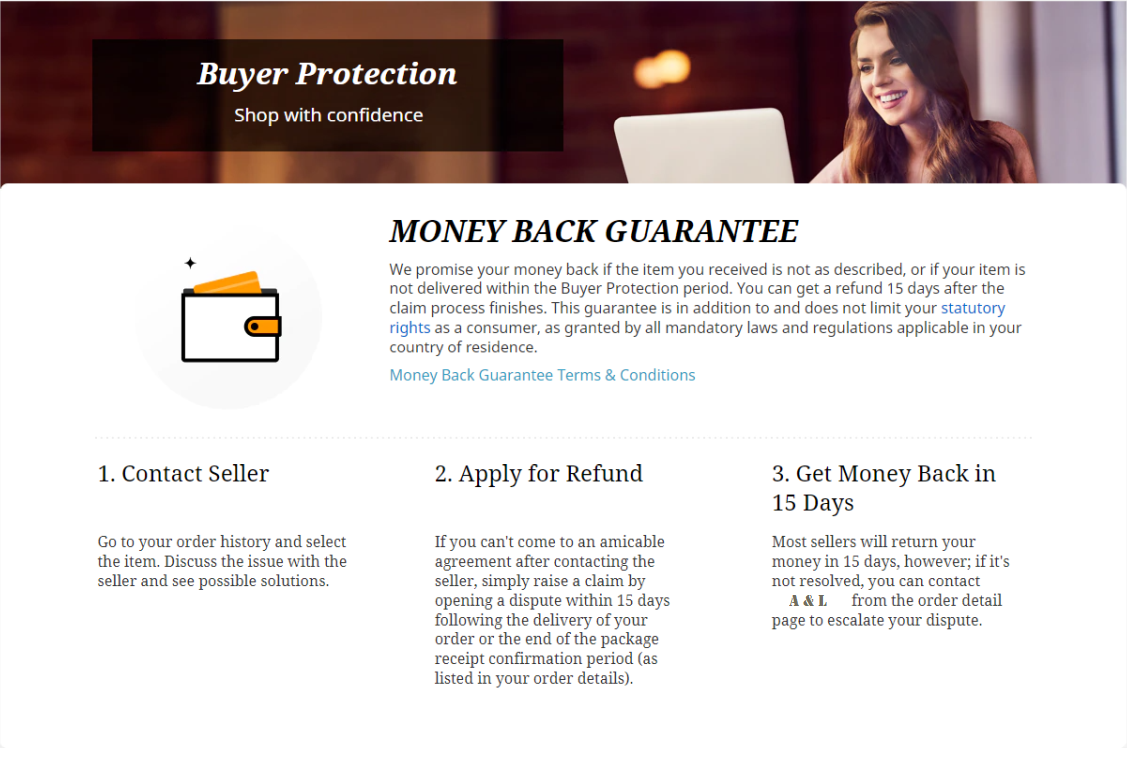 Buyer Protection
Shop with confidence
MONEY BACK GUARANTEE
We promise your money back if the item you received is not as described, or if your item is
not delivered within the Buyer Protection period. You can get a refund 15 days after the
claim process finishes. This guarantee is in addition to and does not limit your statutory
rights as a consumer, as granted by all mandatory laws and regulations applicable in your
country of residence.
Money Back Guarantee Terms & Conditions
1. Contact Seller
Go to your order history and select
the item. Discuss the issue with the
seller and see possible solutions.
2. Apply for Refund
If you can't come to an amicable
agreement after contacting the
seller, simply raise a claim by
opening a dispute within 15 days
following the delivery of your
order or the end of the package
receipt confirmation period (as
listed in your order details).
3. Get Money Back in
15 Days
Most sellers will return your
money in 15 days, however; if it's
not resolved, you can contact
A & L from the order detail
page to escalate your dispute.